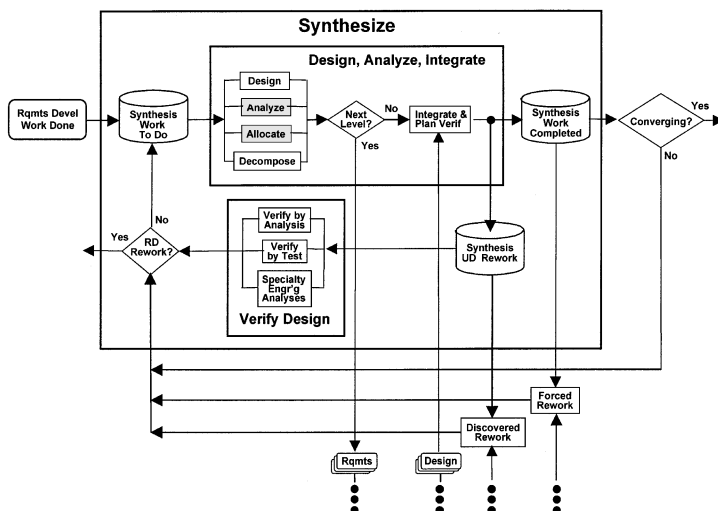 Synthesize
Design, Analyze, Integrate
Design
Analyze
Allocate
Decompose
Rqmts Devel
Work Done
Synthesis
Work
To Do
Next
Level?
No
Yes
Integrate &
Plan Verif
Synthesis
Work
Completed
Converging?
Yes
No
No
Yes
RD
Rework?
Verify by
Analysis
Verify
by Test
Specialty
Engr'g
Analyses
Verify Design
Synthesis
UD Rework
Forced
Rework
Discovered
Rework
Rqmts
Design